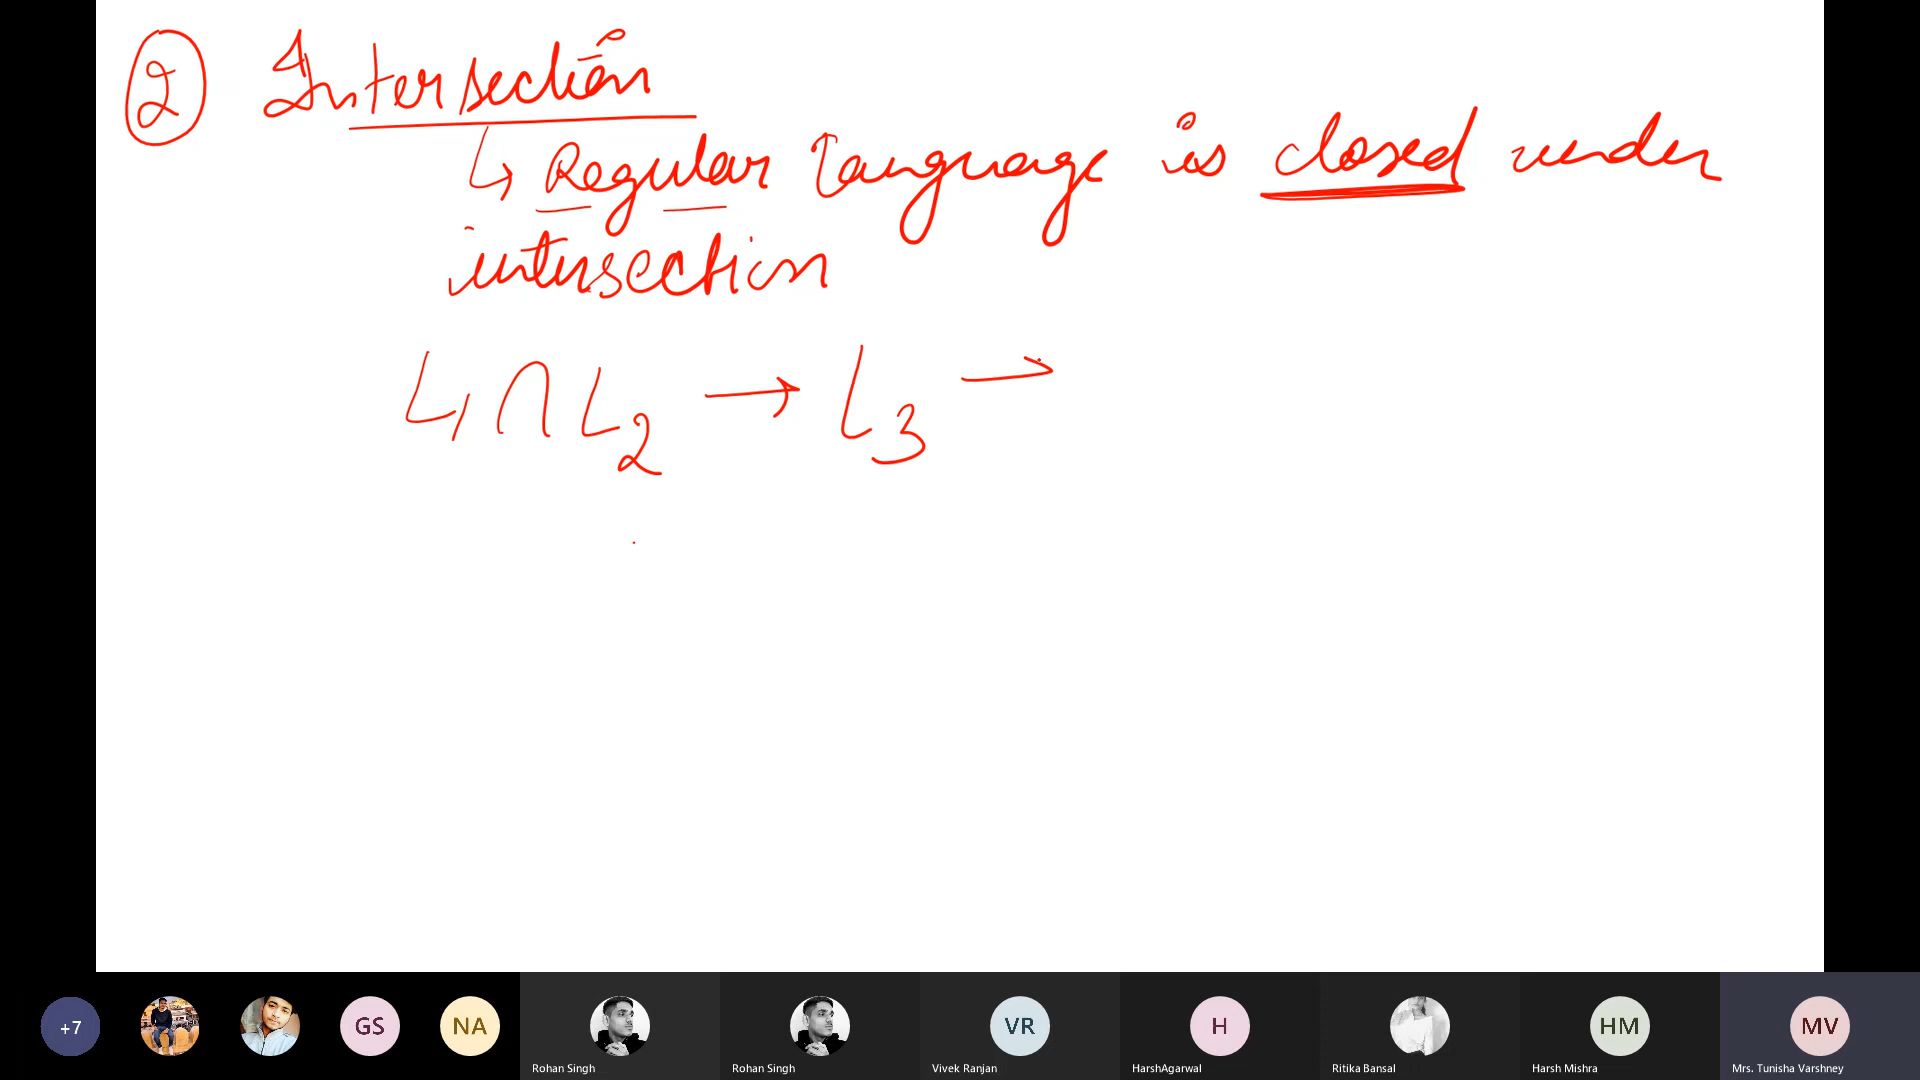 2 Intersection
↳ Regular language is closed under
intersection
L1 ∩ L2 → L3 →
+7 GS NA VR H HM MV
Rohan Singh Rohan Singh Vivek Ranjan HarshAgarwal Ritika Bansal Harsh Mishra Mrs. Tunisha Varshney